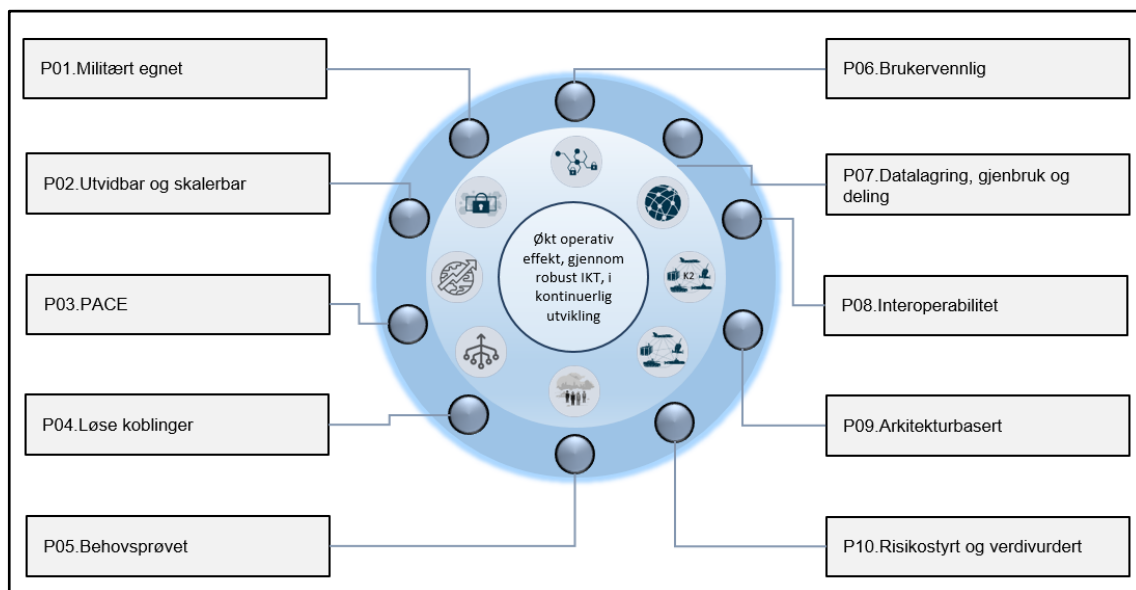 P01.Militært egnet
P02.Utvidbar og skalerbar
P03.PACE
P04.Løse koblinger
P05.Behovsprøvet
Økt operativ
effekt, gjennom
robust IKT, i
kontinuerlig
utvikling
K2
P06.Brukervennlig
P07.Datalagring, gjenbruk og
deling
P08.Interoperabilitet
P09.Arkitekturbasert
P10.Risikostyrt og verdivurdert